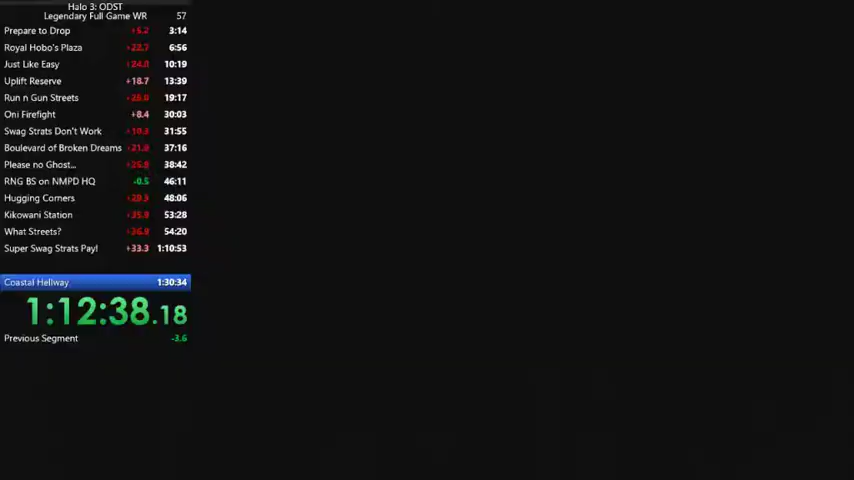 Halo 3: ODST
Legendary Full Game WR 57
Prepare to Drop +5.2 3:14
Royal Hobo's Plaza +22.7 6:56
Just Like Easy +24.0 10:19
Uplift Reserve +18.7 13:39
Run n Gun Streets +26.0 19:17
Oni Firefight +8.4 30:03
Swag Strats Don't Work +10.3 31:55
Boulevard of Broken Dreams +21.0 37:16
Please no Ghost... +25.9 38:42
RNG BS on NMPD HQ -0.5 46:11
Hugging Corners +20.5 48:06
Kikowani Station +35.9 53:28
What Streets? +36.9 54:20
Super Swag Strats Pay! +33.3 1:10:53
Coastal Hellway 1:30:34
1:12:38.18
Previous Segment -3.6